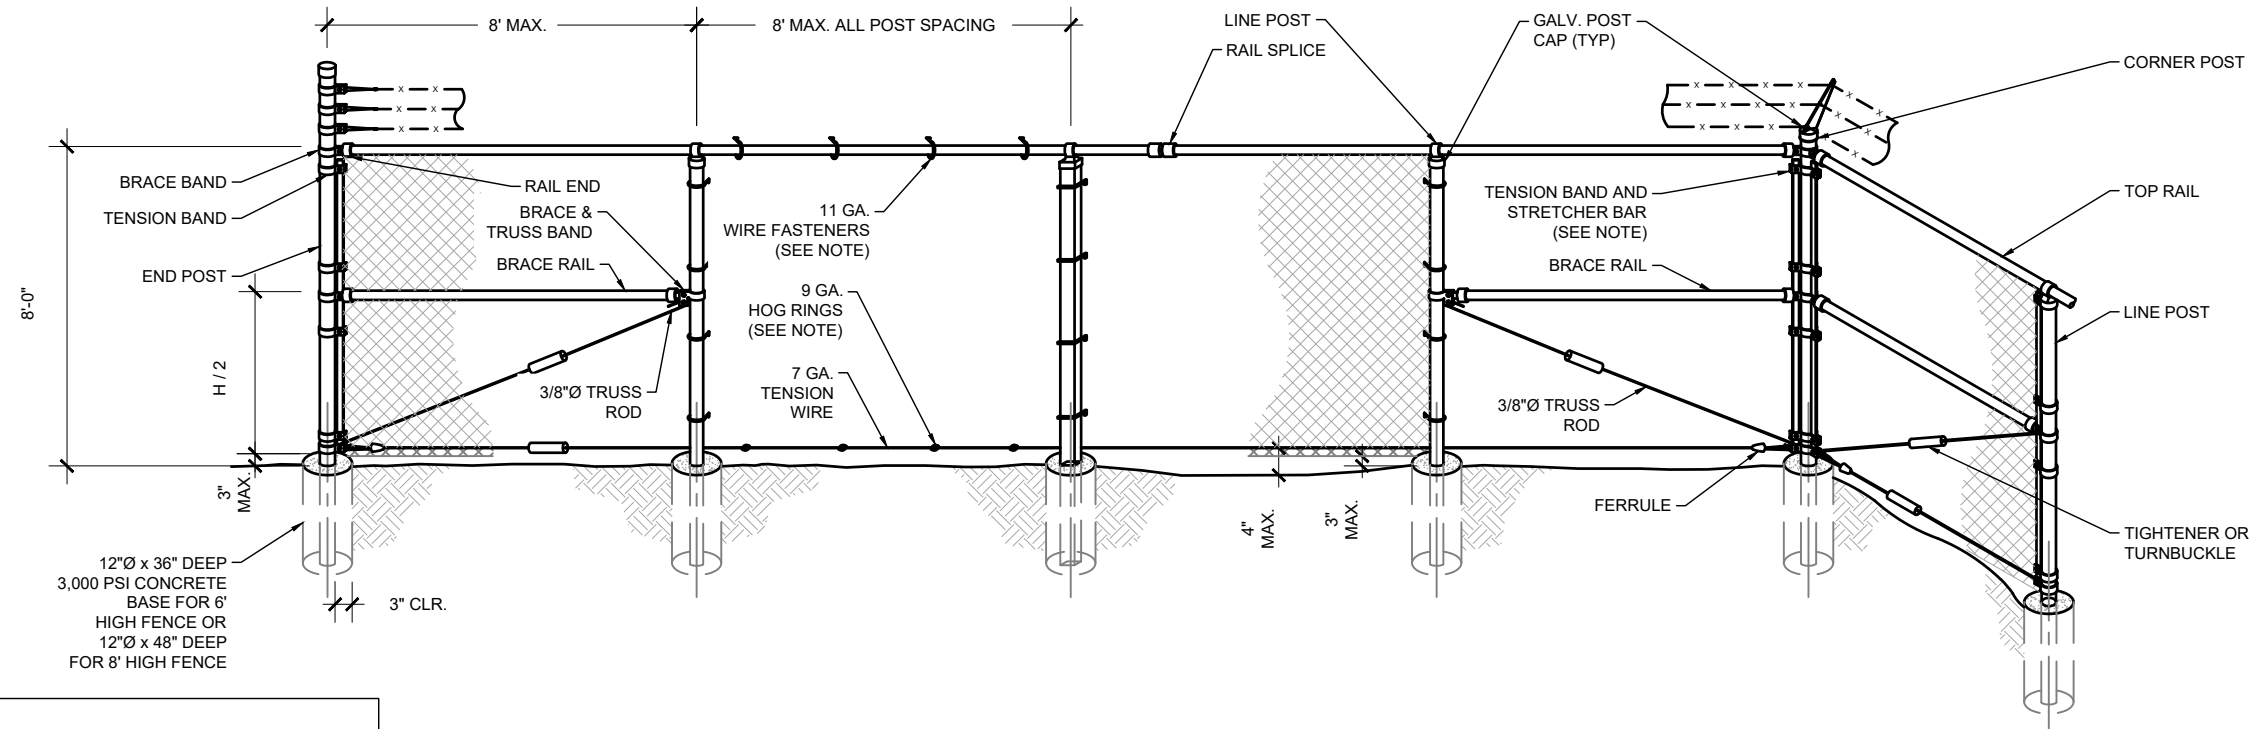 8' MAX.
8' MAX. ALL POST SPACING
LINE POST
RAIL SPLICE
GALV. POST
CAP (TYP)
CORNER POST
x x
x x
x x
x x x
x x x
x x x
BRACE BAND
TENSION BAND
END POST
8'-0"
H / 2
3"
MAX.
RAIL END
BRACE &
TRUSS BAND
BRACE RAIL
3/8"Ø TRUSS
ROD
11 GA.
WIRE FASTENERS
(SEE NOTE)
9 GA.
HOG RINGS
(SEE NOTE)
7 GA.
TENSION
WIRE
TENSION BAND AND
STRETCHER BAR
(SEE NOTE)
BRACE RAIL
3/8"Ø TRUSS
ROD
TOP RAIL
LINE POST
FERRULE
4"
MAX.
3"
MAX.
TIGHTENER OR
TURNBUCKLE
12"Ø x 36" DEEP
3,000 PSI CONCRETE
BASE FOR 6'
HIGH FENCE OR
12"Ø x 48" DEEP
FOR 8' HIGH FENCE
3" CLR.